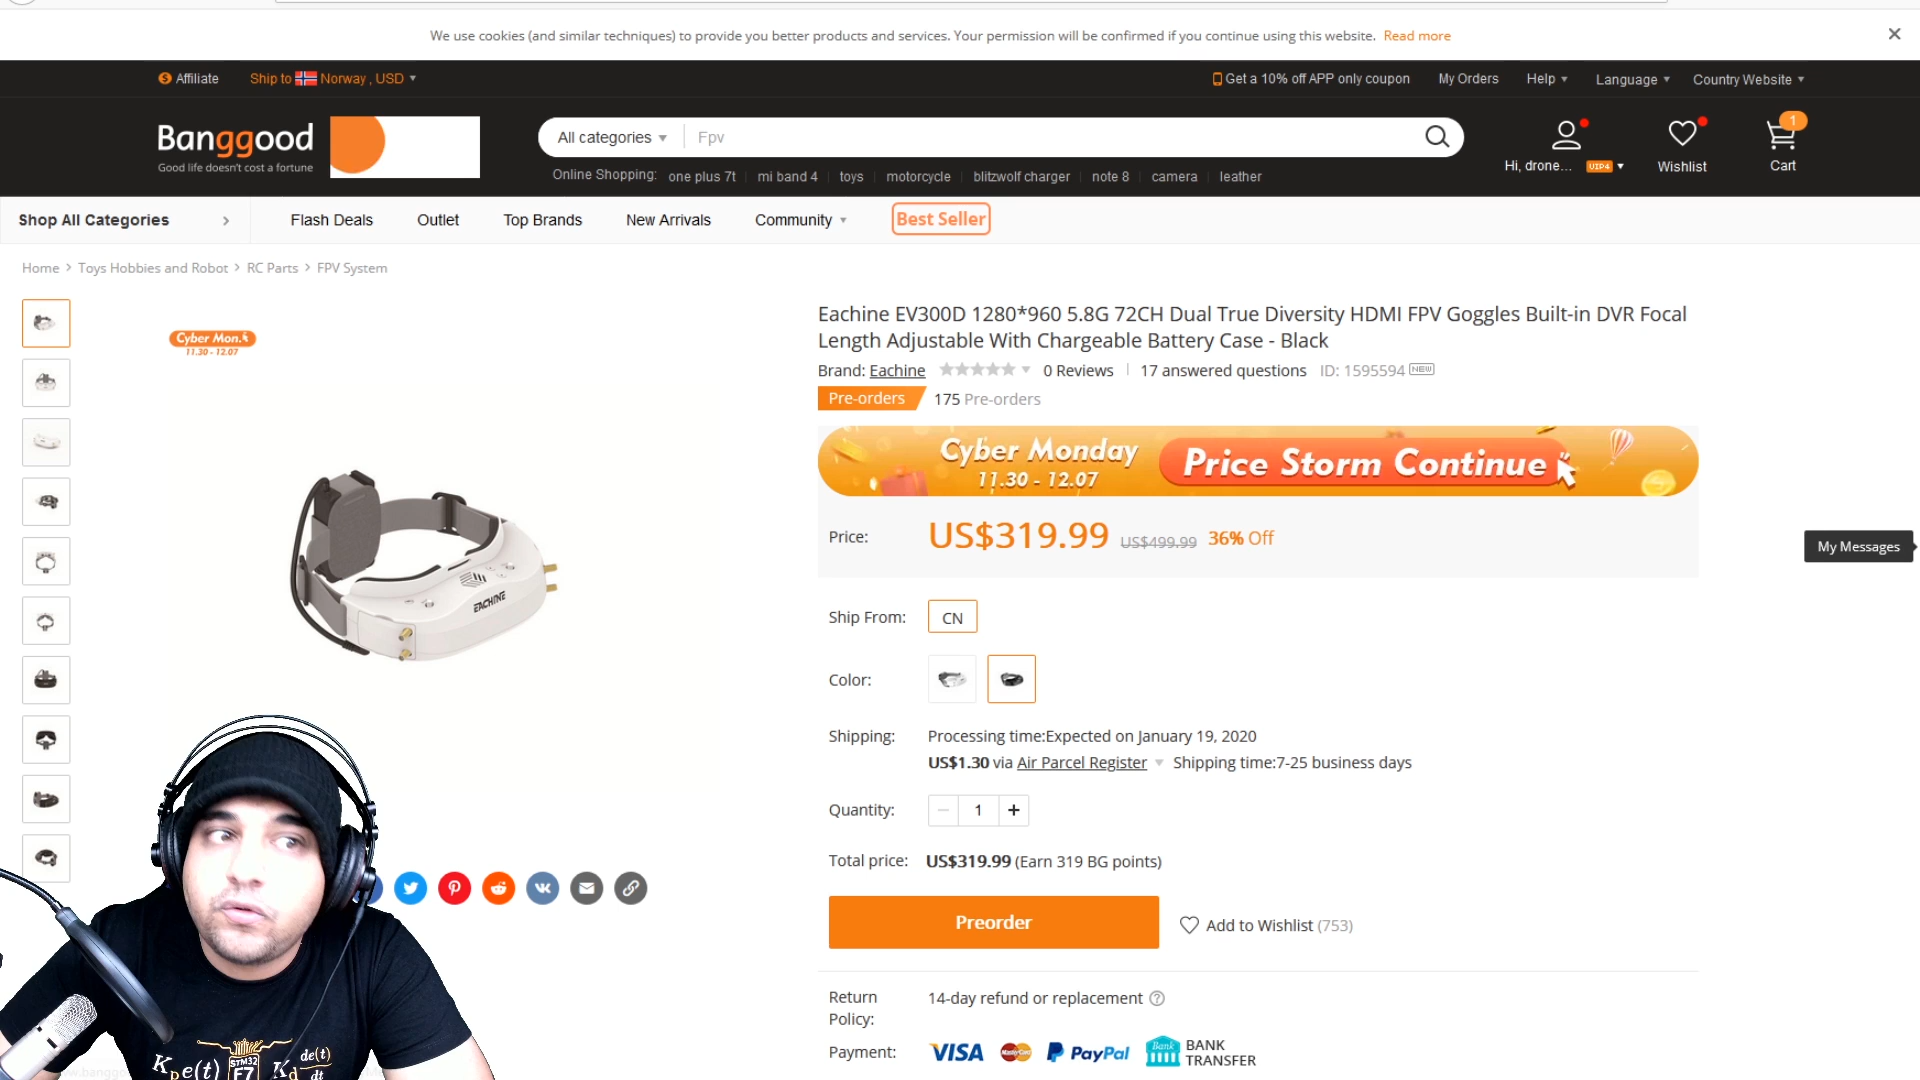 We use cookies (and similar techniques) to provide you better products and services. Your permission will be confirmed if you continue using this website. Read more
Affiliate
Ship to Norway , USD
Get a 10% off APP only coupon
My Orders
Help
Language
Country Website
Banggood
Good life doesn't cost a fortune
All categories
Fpv
1
Hi, drone... VIP4
Wishlist
Cart
Online Shopping: one plus 7t mi band 4 toys motorcycle blitzwolf charger note 8 camera leather
Shop All Categories
Flash Deals
Outlet
Top Brands
New Arrivals
Community
Best Seller
Home > Toys Hobbies and Robot > RC Parts > FPV System
Cyber Mon.
11.30 - 12.07
EACHINE
Eachine EV300D 1280*960 5.8G 72CH Dual True Diversity HDMI FPV Goggles Built-in DVR Focal
Length Adjustable With Chargeable Battery Case - Black
Brand: Eachine 0 Reviews 17 answered questions ID: 1595594 NEW
Pre-orders 175 Pre-orders
Cyber Monday
11.30 - 12.07
Price Storm Continue
Price: US$319.99 US$499.99 36% Off
My Messages
Ship From: CN
Color:
Shipping: Processing time:Expected on January 19, 2020
US$1.30 via Air Parcel Register Shipping time:7-25 business days
Quantity: − 1 +
Total price: US$319.99 (Earn 319 BG points)
Preorder
Add to Wishlist (753)
Return
Policy:
14-day refund or replacement ?
Payment: VISA MasterCard PayPal Bank BANK
TRANSFER
Kpe(t) STM32
F7 Kd de(t)
dt